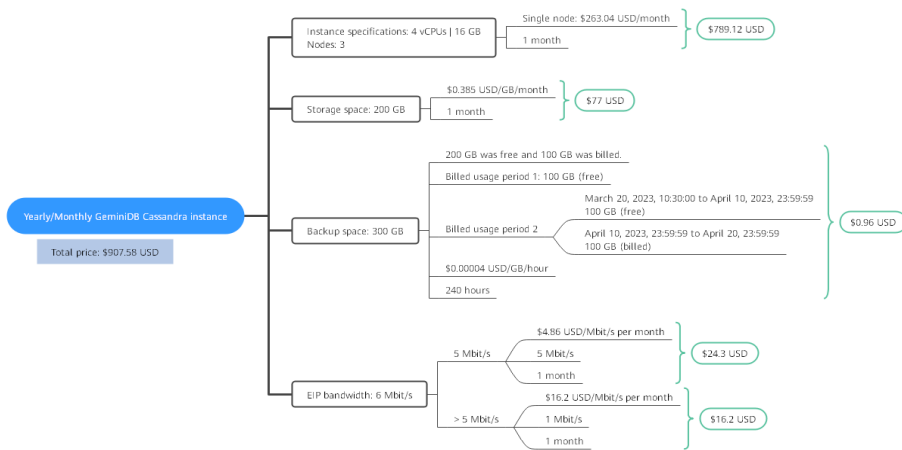 Yearly/Monthly GeminiDB Cassandra instance
Total price: $907.58 USD
Instance specifications: 4 vCPUs | 16 GB
Nodes: 3
Single node: $263.04 USD/month
1 month
$789.12 USD
Storage space: 200 GB
$0.385 USD/GB/month
1 month
$77 USD
Backup space: 300 GB
200 GB was free and 100 GB was billed.
Billed usage period 1: 100 GB (free)
Billed usage period 2
March 20, 2023, 10:30:00 to April 10, 2023, 23:59:59
100 GB (free)
April 10, 2023, 23:59:59 to April 20, 2023, 23:59:59
100 GB (billed)
$0.00004 USD/GB/hour
240 hours
$0.96 USD
EIP bandwidth: 6 Mbit/s
5 Mbit/s
$4.86 USD/Mbit/s per month
5 Mbit/s
1 month
$24.3 USD
> 5 Mbit/s
$16.2 USD/Mbit/s per month
1 Mbit/s
1 month
$16.2 USD